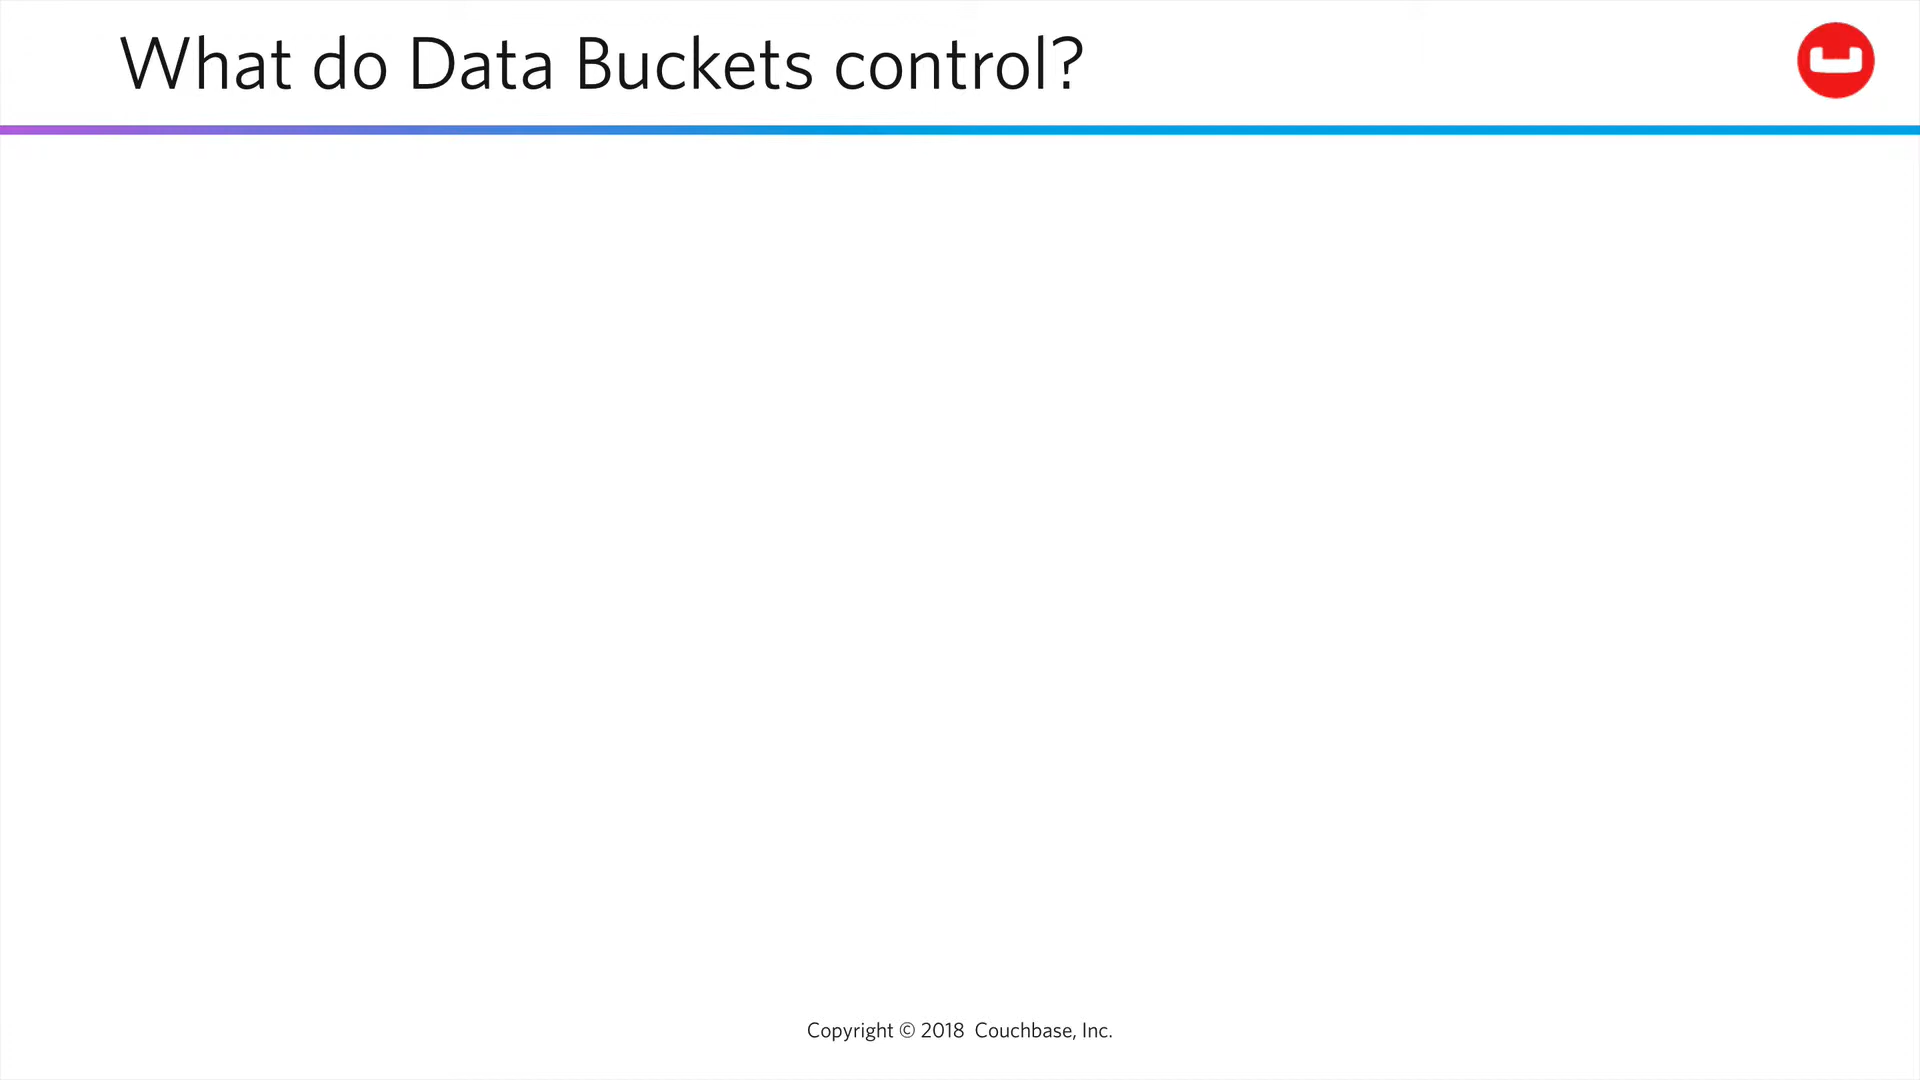 What do Data Buckets control?
Copyright © 2018 Couchbase, Inc.